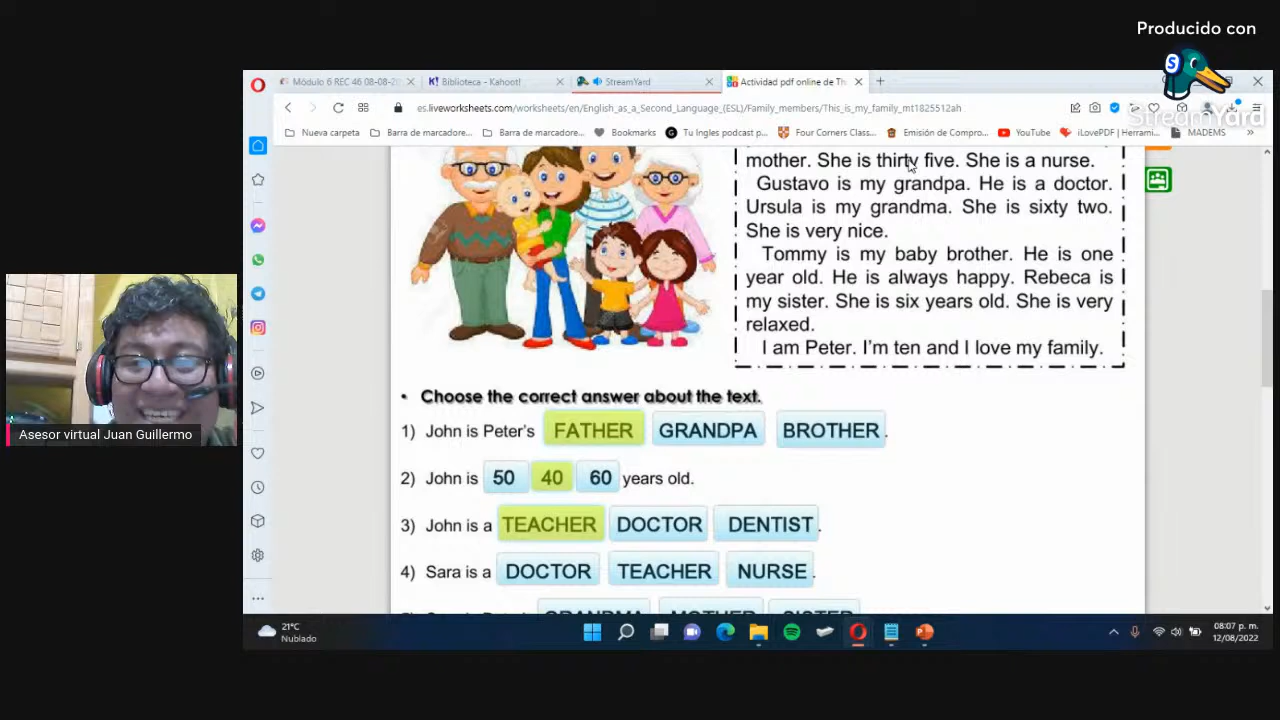 Producido con
StreamYard
Módulo 6 REC 46 08-08-20
Biblioteca - Kahoot!
StreamYard
Actividad pdf online de Th
es.liveworksheets.com/worksheets/en/English_as_a_Second_Language_(ESL)/Family_members/This_is_my_family_mt1825512ah
Nueva carpeta
Barra de marcadore...
Barra de marcadore...
Bookmarks
Tu Ingles podcast p...
Four Corners Class...
Emisión de Compro...
YouTube
iLovePDF | Herrami...
MADEMS
mother. She is thirty five. She is a nurse.
Gustavo is my grandpa. He is a doctor.
Ursula is my grandma. She is sixty two.
She is very nice.
Tommy is my baby brother. He is one
year old. He is always happy. Rebeca is
my sister. She is six years old. She is very
relaxed.
I am Peter. I'm ten and I love my family.
• Choose the correct answer about the text.
1) John is Peter's FATHER GRANDPA BROTHER.
2) John is 50 40 60 years old.
3) John is a TEACHER DOCTOR DENTIST.
4) Sara is a DOCTOR TEACHER NURSE.
GRANDMA MOTHER SISTER
Asesor virtual Juan Guillermo
21°C
Nublado
08:07 p. m.
12/08/2022